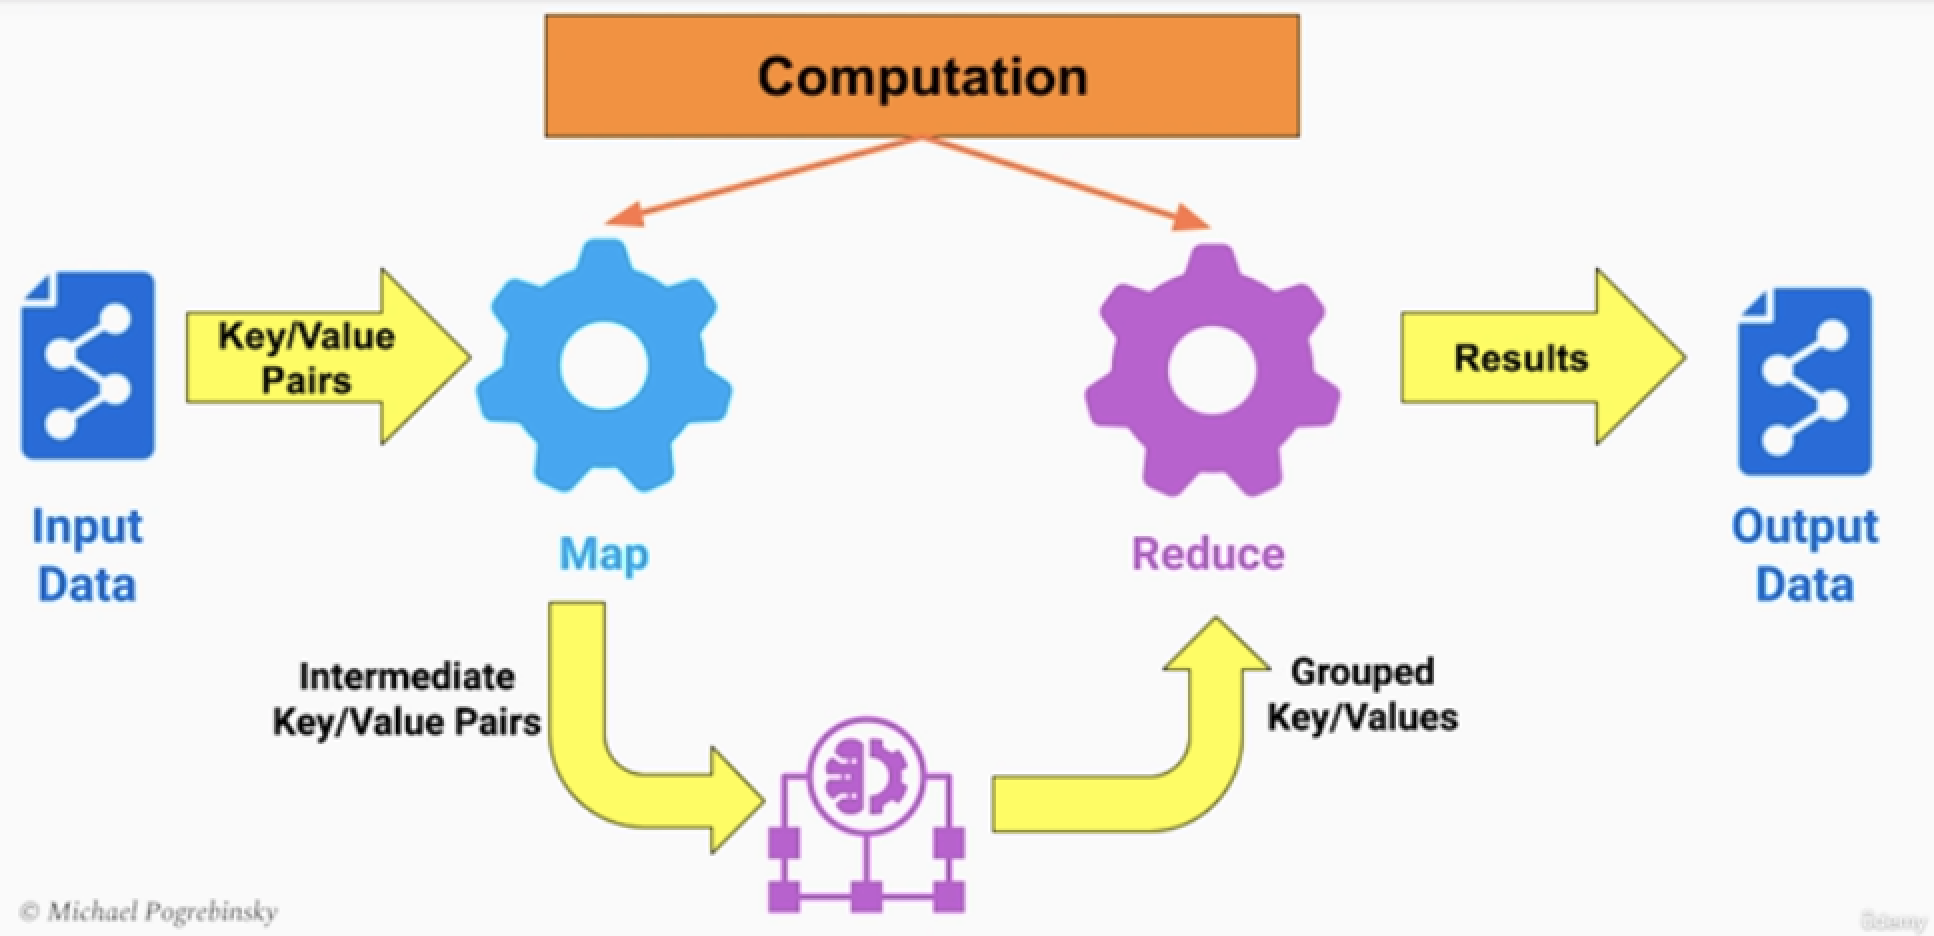 Computation
Key/Value
Pairs
Results
Input
Data
Map
Reduce
Output
Data
Intermediate
Key/Value Pairs
Grouped
Key/Values
© Michael Pogrebinsky
ûdemy